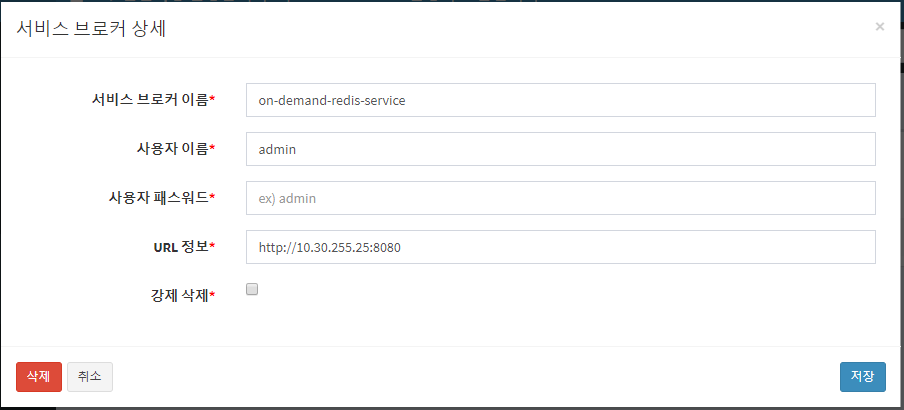 서비스 브로커 상세 ×
서비스 브로커 이름* on-demand-redis-service
사용자 이름* admin
사용자 패스워드* ex) admin
URL 정보* http://10.30.255.25:8080
강제 삭제*
삭제 취소 저장